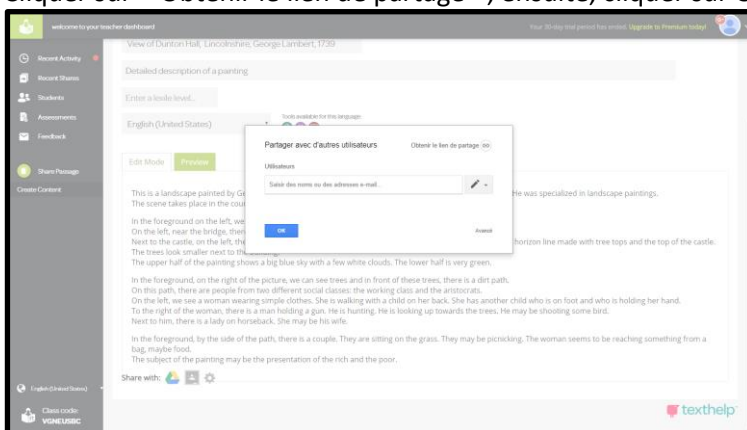 welcome to your teacher dashboard
Your 30-day trial period has ended. Upgrade to Premium today!
Recent Activity
Recent Shares
Students
Assessments
Feedback
Share Passage
Create Content
English (United States)
Class code:
VGNEUSBC
View of Dunton Hall, Lincolnshire, George Lambert, 1739
Detailed description of a painting
Enter a lexile level.
English (United States)
Tools available for this language:
Edit Mode
Preview
Partager avec d'autres utilisateurs
Obtenir le lien de partage
Utilisateurs
Saisir des noms ou des adresses e-mail...
OK
Avancé
This is a landscape painted by Ge
He was specialized in landscape paintings.
The scene takes place in the cou
In the foreground on the left, we
On the left, near the bridge, ther
Next to the castle, on the left, the
horizon line made with tree tops and the top of the castle.
The trees look smaller next to the
The upper half of the painting shows a big blue sky with a few white clouds. The lower half is very green.
In the foreground, on the right of the picture, we can see trees and in front of these trees, there is a dirt path.
On this path, there are people from two different social classes: the working class and the aristocrats.
On the left, we see a woman wearing simple clothes. She is walking with a child on her back. She has another child who is on foot and who is holding her hand.
To the right of the woman, there is a man holding a gun. He is hunting. He is looking up towards the trees. He may be shooting some bird.
Next to him, there is a lady on horseback. She may be his wife.
In the foreground, by the side of the path, there is a couple. They are sitting on the grass. They may be picnicking. The woman seems to be reaching something from a
bag, maybe food.
The subject of the painting may be the presentation of the rich and the poor.
Share with:
texthelp